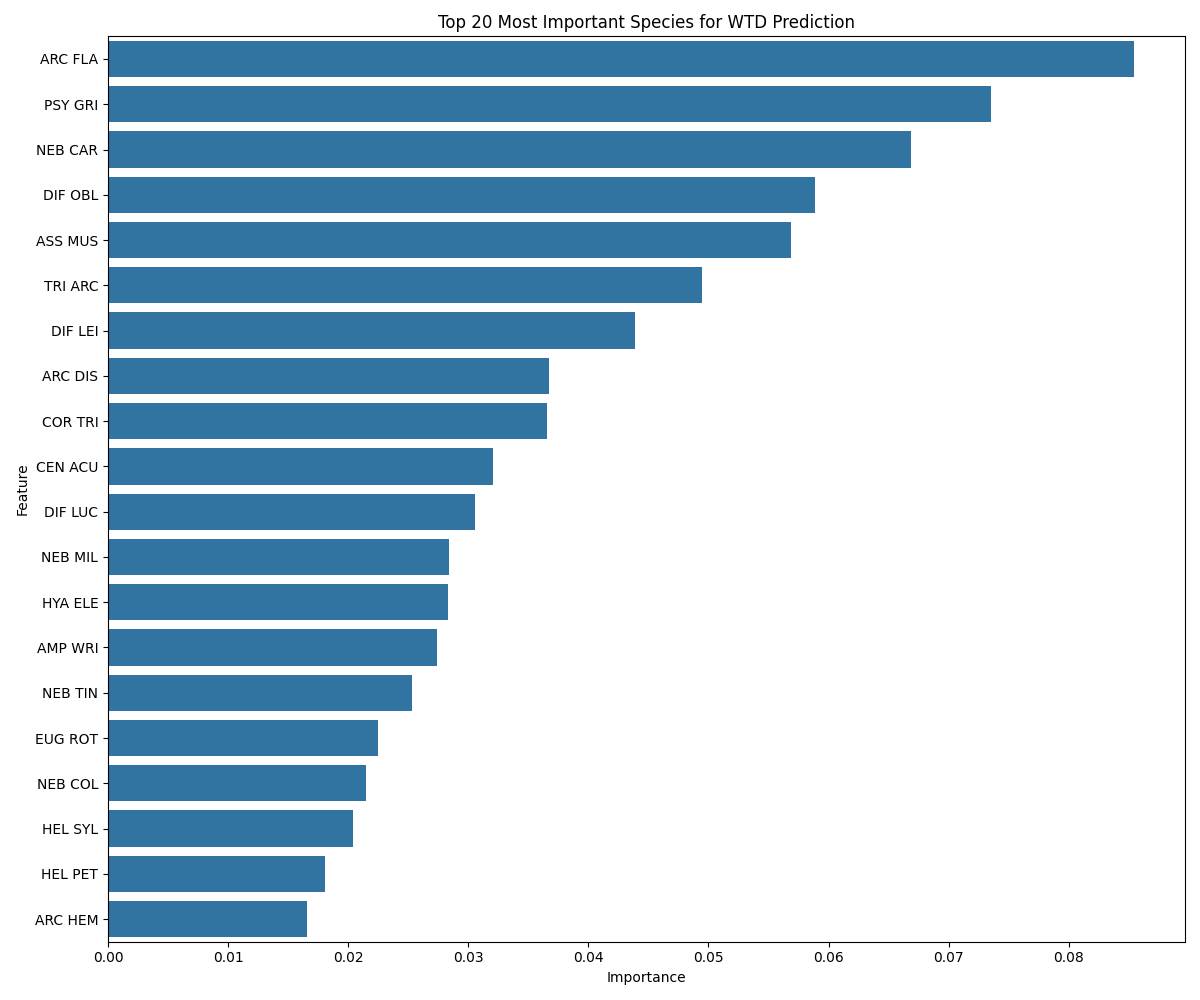 Top 20 Most Important Species for WTD Prediction
ARC FLA
PSY GRI
NEB CAR
DIF OBL
ASS MUS
TRI ARC
DIF LEI
ARC DIS
COR TRI
CEN ACU
DIF LUC
NEB MIL
HYA ELE
AMP WRI
NEB TIN
EUG ROT
NEB COL
HEL SYL
HEL PET
ARC HEM
Feature
0.00 0.01 0.02 0.03 0.04 0.05 0.06 0.07 0.08
Importance